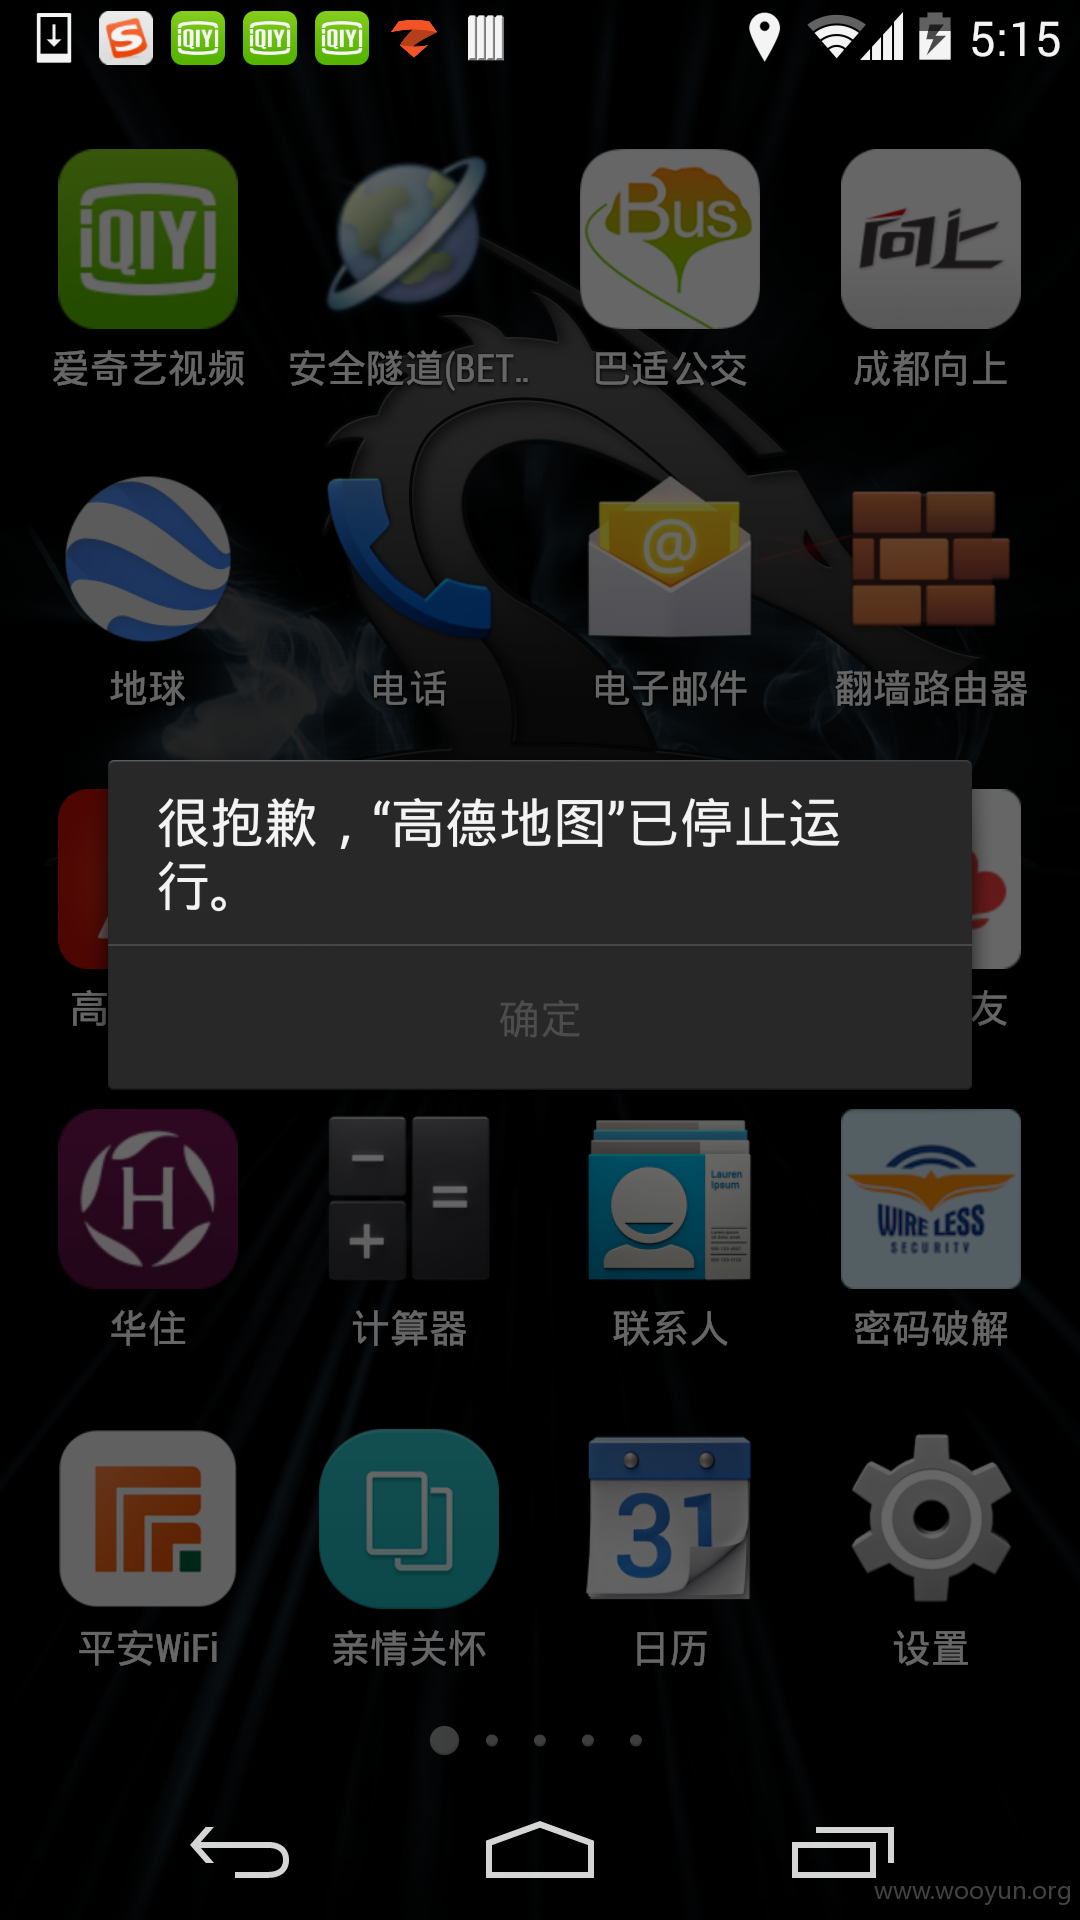 5:15
iQIYI
iQIYI
iQIYI
iQIYI
Bus
向上
爱奇艺视频
安全隧道(BET..
巴适公交
成都向上
@
地球
电话
电子邮件
翻墙路由器
很抱歉，“高德地图”已停止运
行。
高
友
确定
H
Lauren
Ipsum
WIRELESS
SECURITY
华住
计算器
联系人
密码破解
31
平安WiFi
亲情关怀
日历
设置
www.wooyun.org